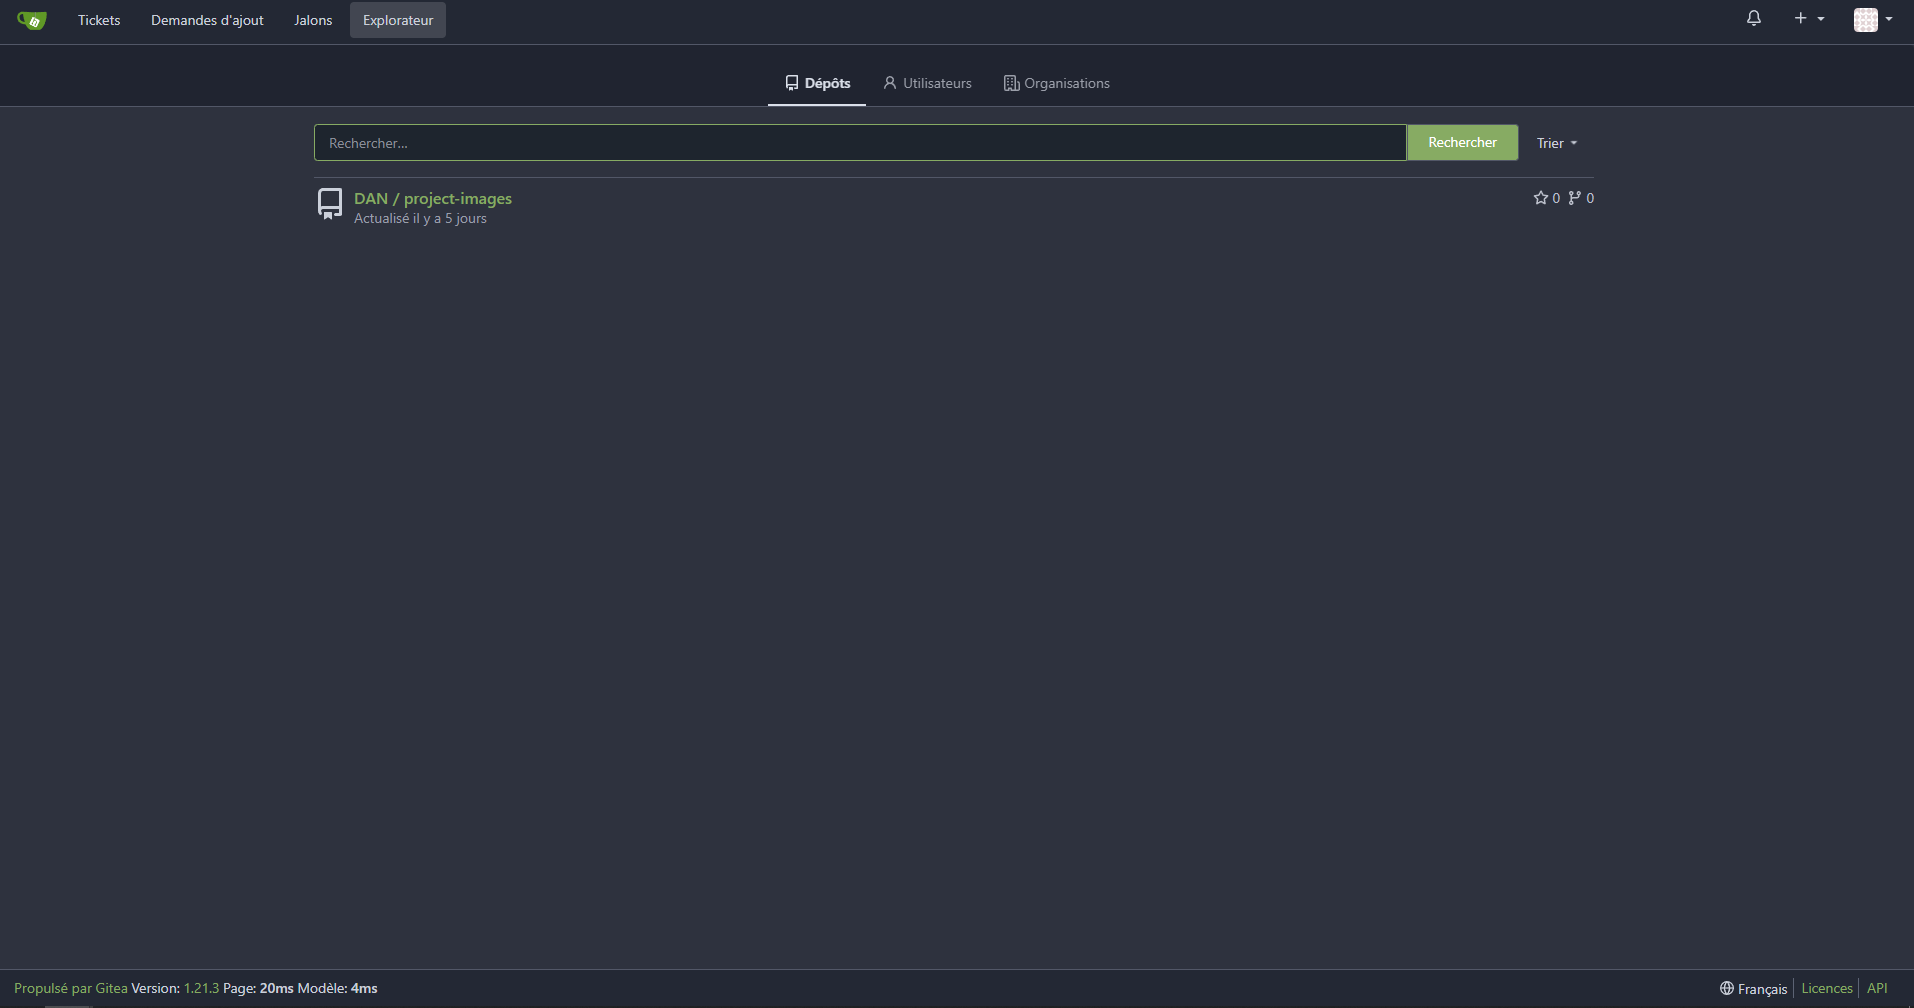 Tickets Demandes d'ajout Jalons Explorateur
Dépôts Utilisateurs Organisations
Rechercher... Rechercher Trier
DAN / project-images 0 0
Actualisé il y a 5 jours
Propulsé par Gitea Version: 1.21.3 Page: 20ms Modèle: 4ms Français Licences API